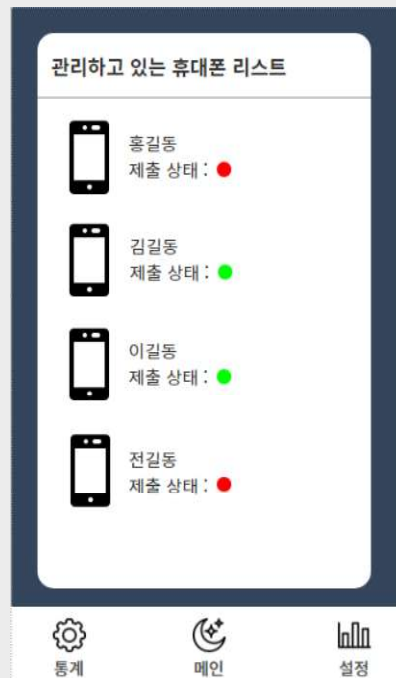 관리하고 있는 휴대폰 리스트
홍길동
제출 상태 :
김길동
제출 상태 :
이길동
제출 상태 :
전길동
제출 상태 :
통계
메인
설정